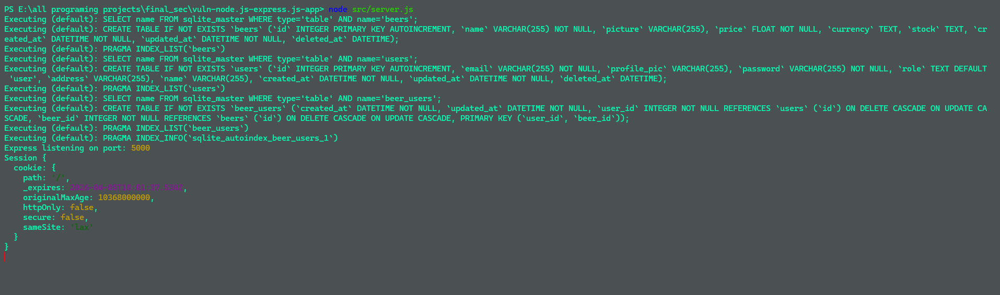 PS E:\all programing projects\final_sec\vuln-node.js-express.js-app> node src/server.js
Executing (default): SELECT name FROM sqlite_master WHERE type='table' AND name='beers';
Executing (default): CREATE TABLE IF NOT EXISTS `beers` (`id` INTEGER PRIMARY KEY AUTOINCREMENT, `name` VARCHAR(255) NOT NULL, `picture` VARCHAR(255), `price` FLOAT NOT NULL, `currency` TEXT, `stock` TEXT, `cr
eated_at` DATETIME NOT NULL, `updated_at` DATETIME NOT NULL, `deleted_at` DATETIME);
Executing (default): PRAGMA INDEX_LIST(`beers`)
Executing (default): SELECT name FROM sqlite_master WHERE type='table' AND name='users';
Executing (default): CREATE TABLE IF NOT EXISTS `users` (`id` INTEGER PRIMARY KEY AUTOINCREMENT, `email` VARCHAR(255) NOT NULL, `profile_pic` VARCHAR(255), `password` VARCHAR(255) NOT NULL, `role` TEXT DEFAULT
 'user', `address` VARCHAR(255), `name` VARCHAR(255), `created_at` DATETIME NOT NULL, `updated_at` DATETIME NOT NULL, `deleted_at` DATETIME);
Executing (default): PRAGMA INDEX_LIST(`users`)
Executing (default): SELECT name FROM sqlite_master WHERE type='table' AND name='beer_users';
Executing (default): CREATE TABLE IF NOT EXISTS `beer_users` (`created_at` DATETIME NOT NULL, `updated_at` DATETIME NOT NULL, `user_id` INTEGER NOT NULL REFERENCES `users` (`id`) ON DELETE CASCADE ON UPDATE CA
SCADE, `beer_id` INTEGER NOT NULL REFERENCES `beers` (`id`) ON DELETE CASCADE ON UPDATE CASCADE, PRIMARY KEY (`user_id`, `beer_id`));
Executing (default): PRAGMA INDEX_LIST(`beer_users`)
Executing (default): PRAGMA INDEX_INFO(`sqlite_autoindex_beer_users_1`)
Express listening on port: 5000
Session {
  cookie: {
    path: '/',
    _expires: ,
    originalMaxAge: 10368000000,
    httpOnly: false,
    secure: false,
    sameSite: 'lax'
  }
}